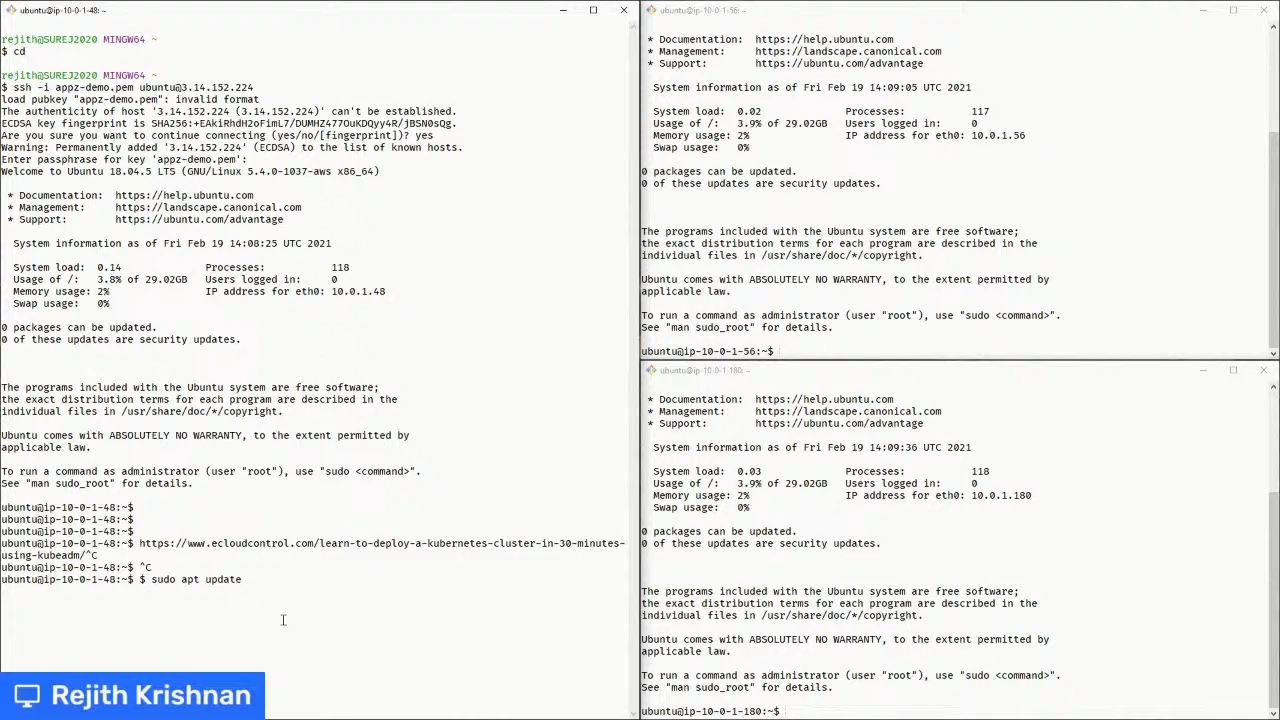 ubuntu@ip-10-0-1-48: ~
rejith@SUREJ2020 MINGW64 ~
$ cd
rejith@SUREJ2020 MINGW64 ~
$ ssh -i appz-demo.pem ubuntu@3.14.152.224
load pubkey "appz-demo.pem": invalid format
The authenticity of host '3.14.152.224 (3.14.152.224)' can't be established.
ECDSA key fingerprint is SHA256:+EAkiRhdHzoFimL7/DUMHZ477OuKDQyy4R/jBSN0sQg.
Are you sure you want to continue connecting (yes/no/[fingerprint])? yes
Warning: Permanently added '3.14.152.224' (ECDSA) to the list of known hosts.
Enter passphrase for key 'appz-demo.pem':
Welcome to Ubuntu 18.04.5 LTS (GNU/Linux 5.4.0-1037-aws x86_64)
* Documentation:  https://help.ubuntu.com
* Management:     https://landscape.canonical.com
* Support:        https://ubuntu.com/advantage
System information as of Fri Feb 19 14:08:25 UTC 2021
System load:  0.14               Processes:           118
Usage of /:   3.8% of 29.02GB   Users logged in:     0
Memory usage: 2%                 IP address for eth0: 10.0.1.48
Swap usage:   0%
0 packages can be updated.
0 of these updates are security updates.
The programs included with the Ubuntu system are free software;
the exact distribution terms for each program are described in the
individual files in /usr/share/doc/*/copyright.
Ubuntu comes with ABSOLUTELY NO WARRANTY, to the extent permitted by
applicable law.
To run a command as administrator (user "root"), use "sudo <command>".
See "man sudo_root" for details.
ubuntu@ip-10-0-1-48:~$
ubuntu@ip-10-0-1-48:~$
ubuntu@ip-10-0-1-48:~$
ubuntu@ip-10-0-1-48:~$ https://www.ecloudcontrol.com/learn-to-deploy-a-kubernetes-cluster-in-30-minutes-
using-kubeadm/^C
ubuntu@ip-10-0-1-48:~$ ^C
ubuntu@ip-10-0-1-48:~$ $ sudo apt update
Rejith Krishnan
ubuntu@ip-10-0-1-56: ~
* Documentation:  https://help.ubuntu.com
* Management:     https://landscape.canonical.com
* Support:        https://ubuntu.com/advantage
System information as of Fri Feb 19 14:09:05 UTC 2021
System load:  0.02               Processes:           117
Usage of /:   3.9% of 29.02GB   Users logged in:     0
Memory usage: 2%                 IP address for eth0: 10.0.1.56
Swap usage:   0%
0 packages can be updated.
0 of these updates are security updates.
The programs included with the Ubuntu system are free software;
the exact distribution terms for each program are described in the
individual files in /usr/share/doc/*/copyright.
Ubuntu comes with ABSOLUTELY NO WARRANTY, to the extent permitted by
applicable law.
To run a command as administrator (user "root"), use "sudo <command>".
See "man sudo_root" for details.
ubuntu@ip-10-0-1-56:~$
ubuntu@ip-10-0-1-180: ~
* Documentation:  https://help.ubuntu.com
* Management:     https://landscape.canonical.com
* Support:        https://ubuntu.com/advantage
System information as of Fri Feb 19 14:09:36 UTC 2021
System load:  0.03               Processes:           118
Usage of /:   3.9% of 29.02GB   Users logged in:     0
Memory usage: 2%                 IP address for eth0: 10.0.1.180
Swap usage:   0%
0 packages can be updated.
0 of these updates are security updates.
The programs included with the Ubuntu system are free software;
the exact distribution terms for each program are described in the
individual files in /usr/share/doc/*/copyright.
Ubuntu comes with ABSOLUTELY NO WARRANTY, to the extent permitted by
applicable law.
To run a command as administrator (user "root"), use "sudo <command>".
See "man sudo_root" for details.
ubuntu@ip-10-0-1-180:~$